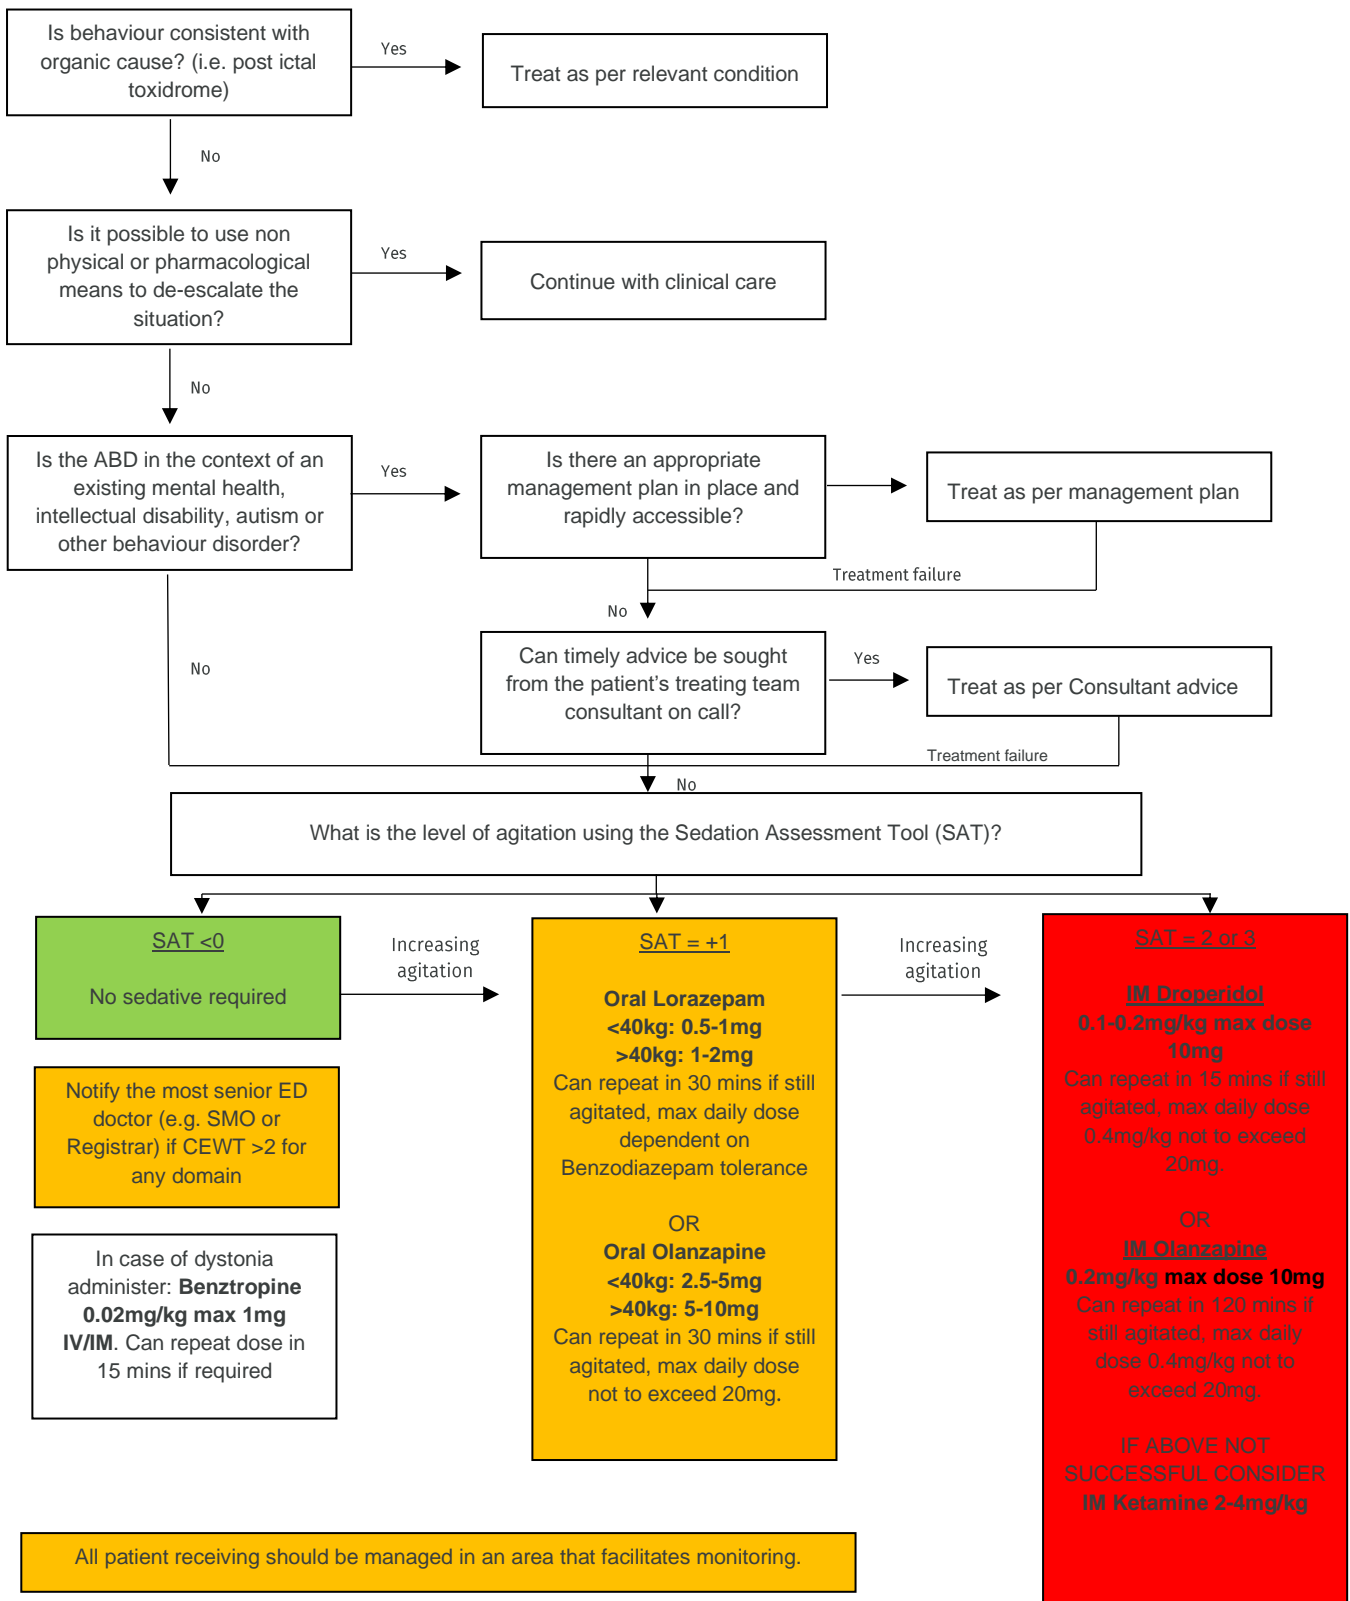 Is behaviour consistent with
organic cause? (i.e. post ictal
toxidrome)
Yes
Treat as per relevant condition
No
Is it possible to use non
physical or pharmacological
means to de-escalate the
situation?
Yes
Continue with clinical care
No
Is the ABD in the context of an
existing mental health,
intellectual disability, autism or
other behaviour disorder?
Yes
Is there an appropriate
management plan in place and
rapidly accessible?
Treat as per management plan
Treatment failure
No
No
Can timely advice be sought
from the patient’s treating team
consultant on call?
Yes
Treat as per Consultant advice
Treatment failure
No
What is the level of agitation using the Sedation Assessment Tool (SAT)?
SAT <0
No sedative required
Increasing
agitation
Notify the most senior ED
doctor (e.g. SMO or
Registrar) if CEWT >2 for
any domain
In case of dystonia
administer: Benztropine
0.02mg/kg max 1mg
IV/IM. Can repeat dose in
15 mins if required
SAT = +1
Oral Lorazepam
<40kg: 0.5-1mg
>40kg: 1-2mg
Can repeat in 30 mins if still
agitated, max daily dose
dependent on
Benzodiazepam tolerance
OR
Oral Olanzapine
<40kg: 2.5-5mg
>40kg: 5-10mg
Can repeat in 30 mins if still
agitated, max daily dose
not to exceed 20mg.
Increasing
agitation
SAT = 2 or 3
IM Droperidol
0.1-0.2mg/kg max dose
10mg
Can repeat in 15 mins if still
agitated, max daily dose
0.4mg/kg not to exceed
20mg.
OR
IM Olanzapine
0.2mg/kg max dose 10mg
Can repeat in 120 mins if
still agitated, max daily
dose 0.4mg/kg not to
exceed 20mg.
IF ABOVE NOT
SUCCESSFUL CONSIDER
IM Ketamine 2-4mg/kg
All patient receiving should be managed in an area that facilitates monitoring.